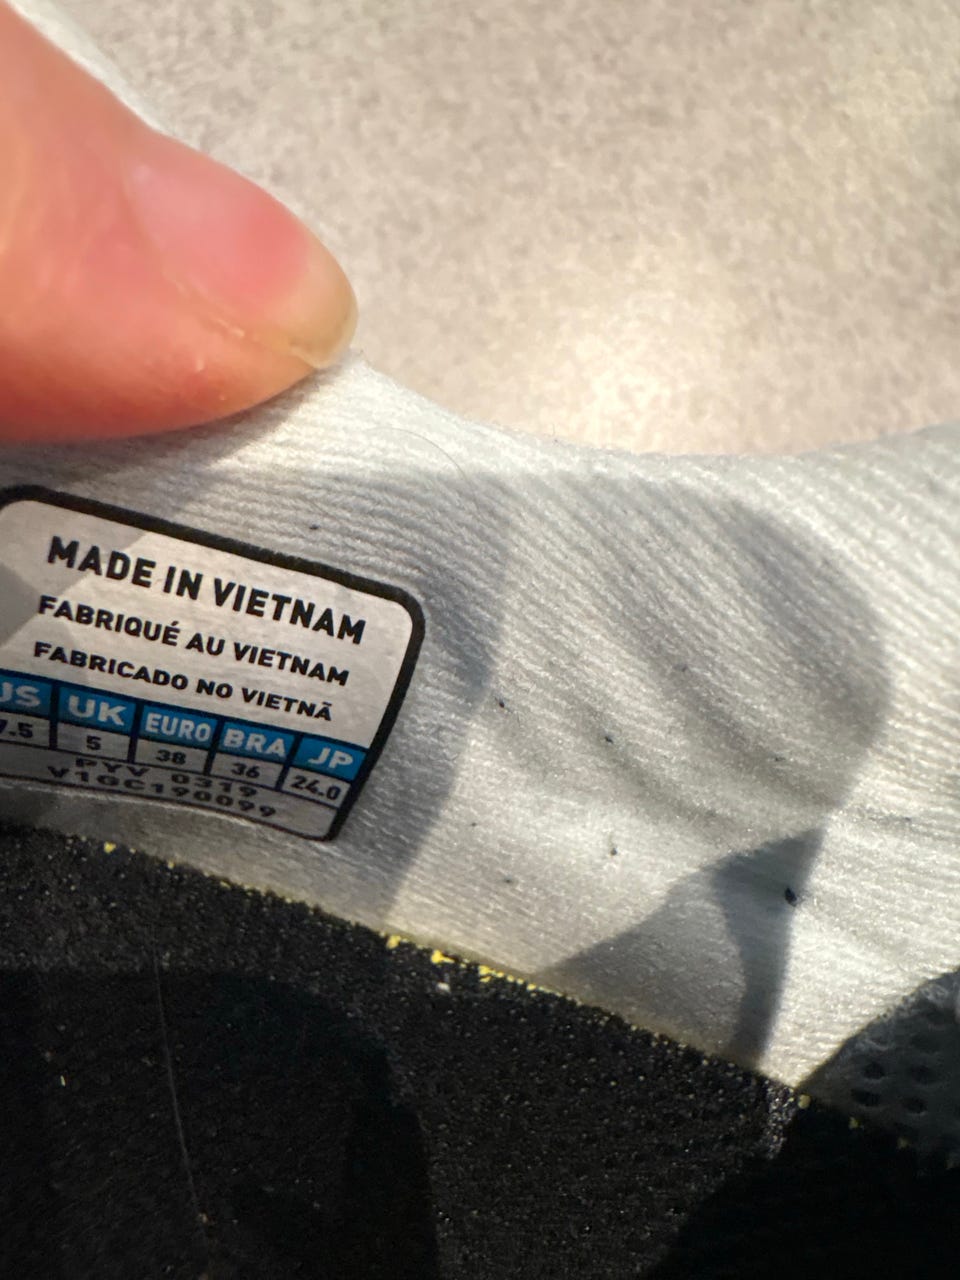 MADE IN VIETNAM
FABRIQUÉ AU VIETNAM
FABRICADO NO VIETNÃ
US UK EURO BRA JP
7.5 5 38 36 24.0
PYV 0319
V1GC190099